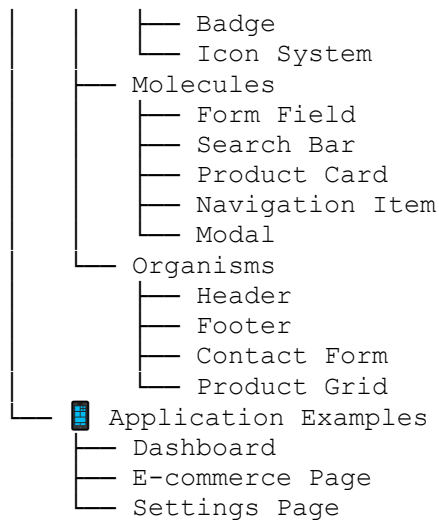 │   │   ├── Badge
│   │   └── Icon System
│   ├── Molecules
│   │   ├── Form Field
│   │   ├── Search Bar
│   │   ├── Product Card
│   │   ├── Navigation Item
│   │   └── Modal
│   └── Organisms
│       ├── Header
│       ├── Footer
│       ├── Contact Form
│       └── Product Grid
└── 📱 Application Examples
    ├── Dashboard
    ├── E-commerce Page
    └── Settings Page